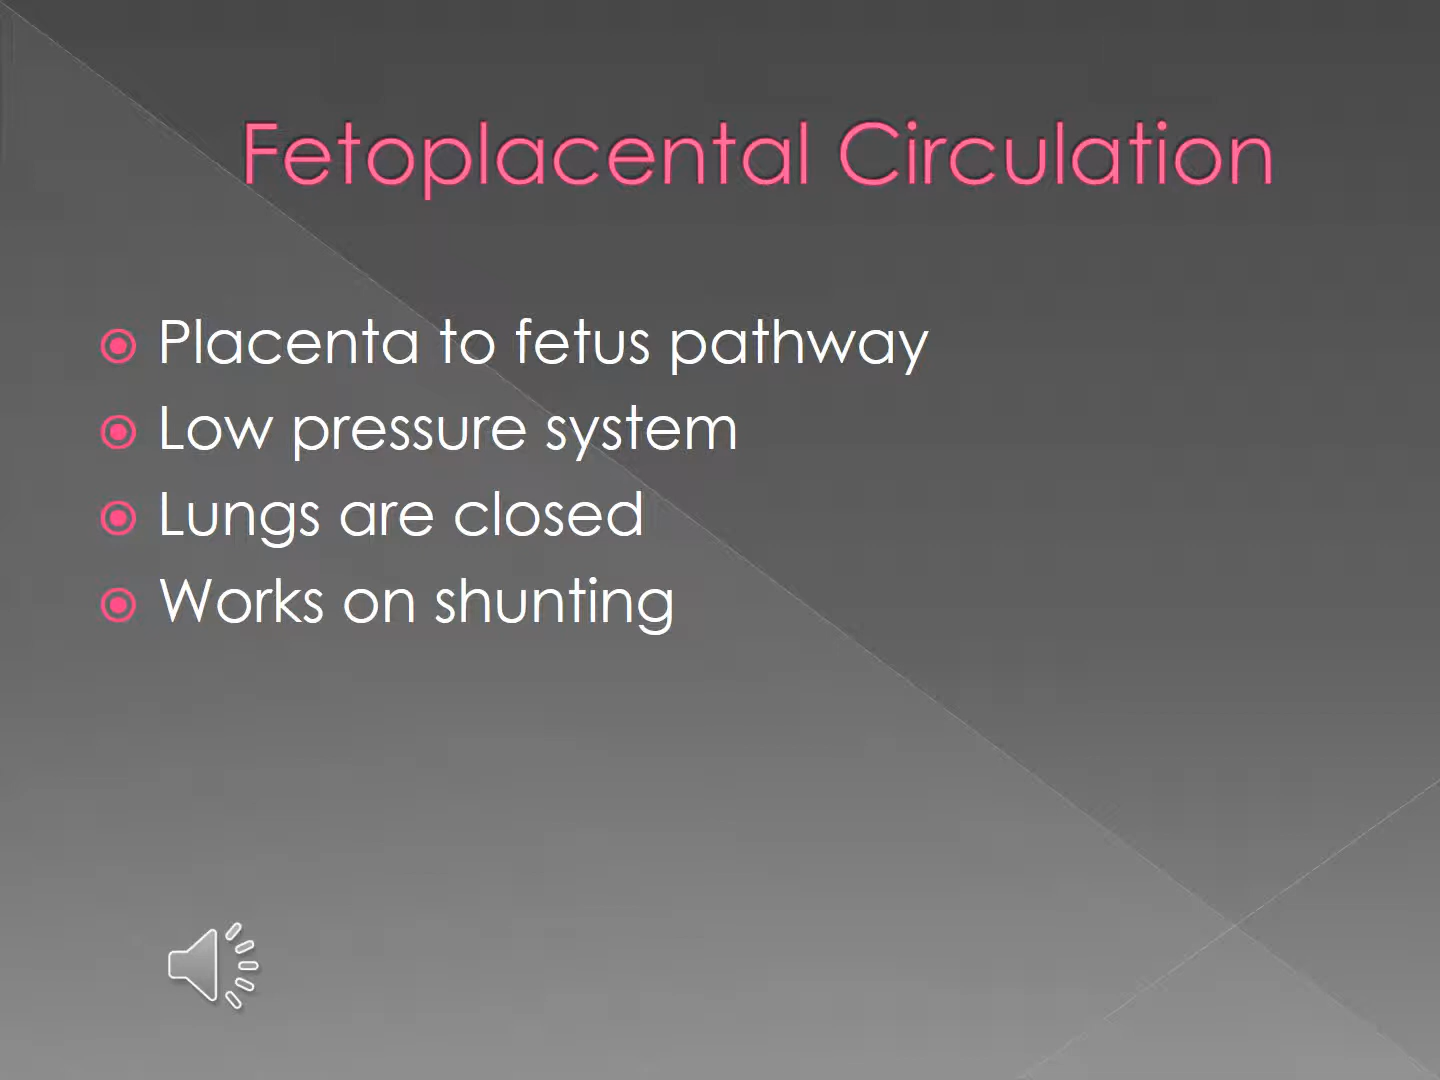 Fetoplacental Circulation
Placenta to fetus pathway
Low pressure system
Lungs are closed
Works on shunting